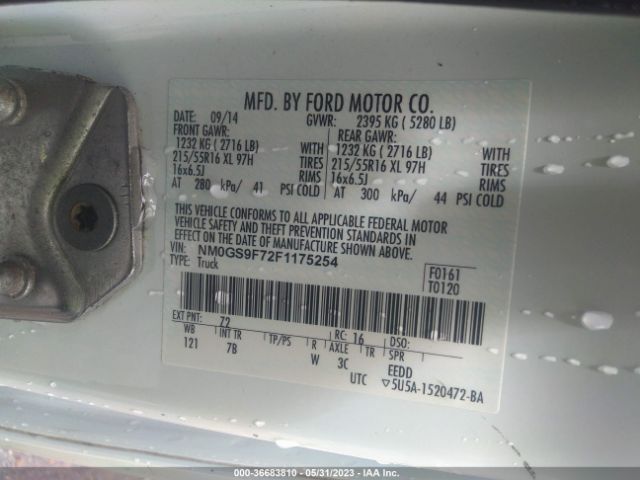 MFD. BY FORD MOTOR CO.
DATE: 09/14 GVWR: 2395 KG ( 5280 LB)
FRONT GAWR: REAR GAWR:
1232 KG ( 2716 LB) WITH 1232 KG ( 2716 LB) WITH
215/55R16 XL 97H TIRES 215/55R16 XL 97H TIRES
16x6.5J RIMS 16x6.5J RIMS
AT 280 kPa/ 41 PSI COLD AT 300 kPa/ 44 PSI COLD
THIS VEHICLE CONFORMS TO ALL APPLICABLE FEDERAL MOTOR
VEHICLE SAFETY AND THEFT PREVENTION STANDARDS IN
EFFECT ON THE DATE OF MANUFACTURE SHOWN ABOVE.
VIN: NM0GS9F72F1175254
TYPE: Truck
F0161
T0120
EXT PNT: 72 RC: 16 DSO:
WB INT TR TP/PS R AXLE TR SPR
121 7B W 3C EEDD
UTC ▽5U5A-1520472-BA
000-36683810 - 05/31/2023 - IAA Inc.